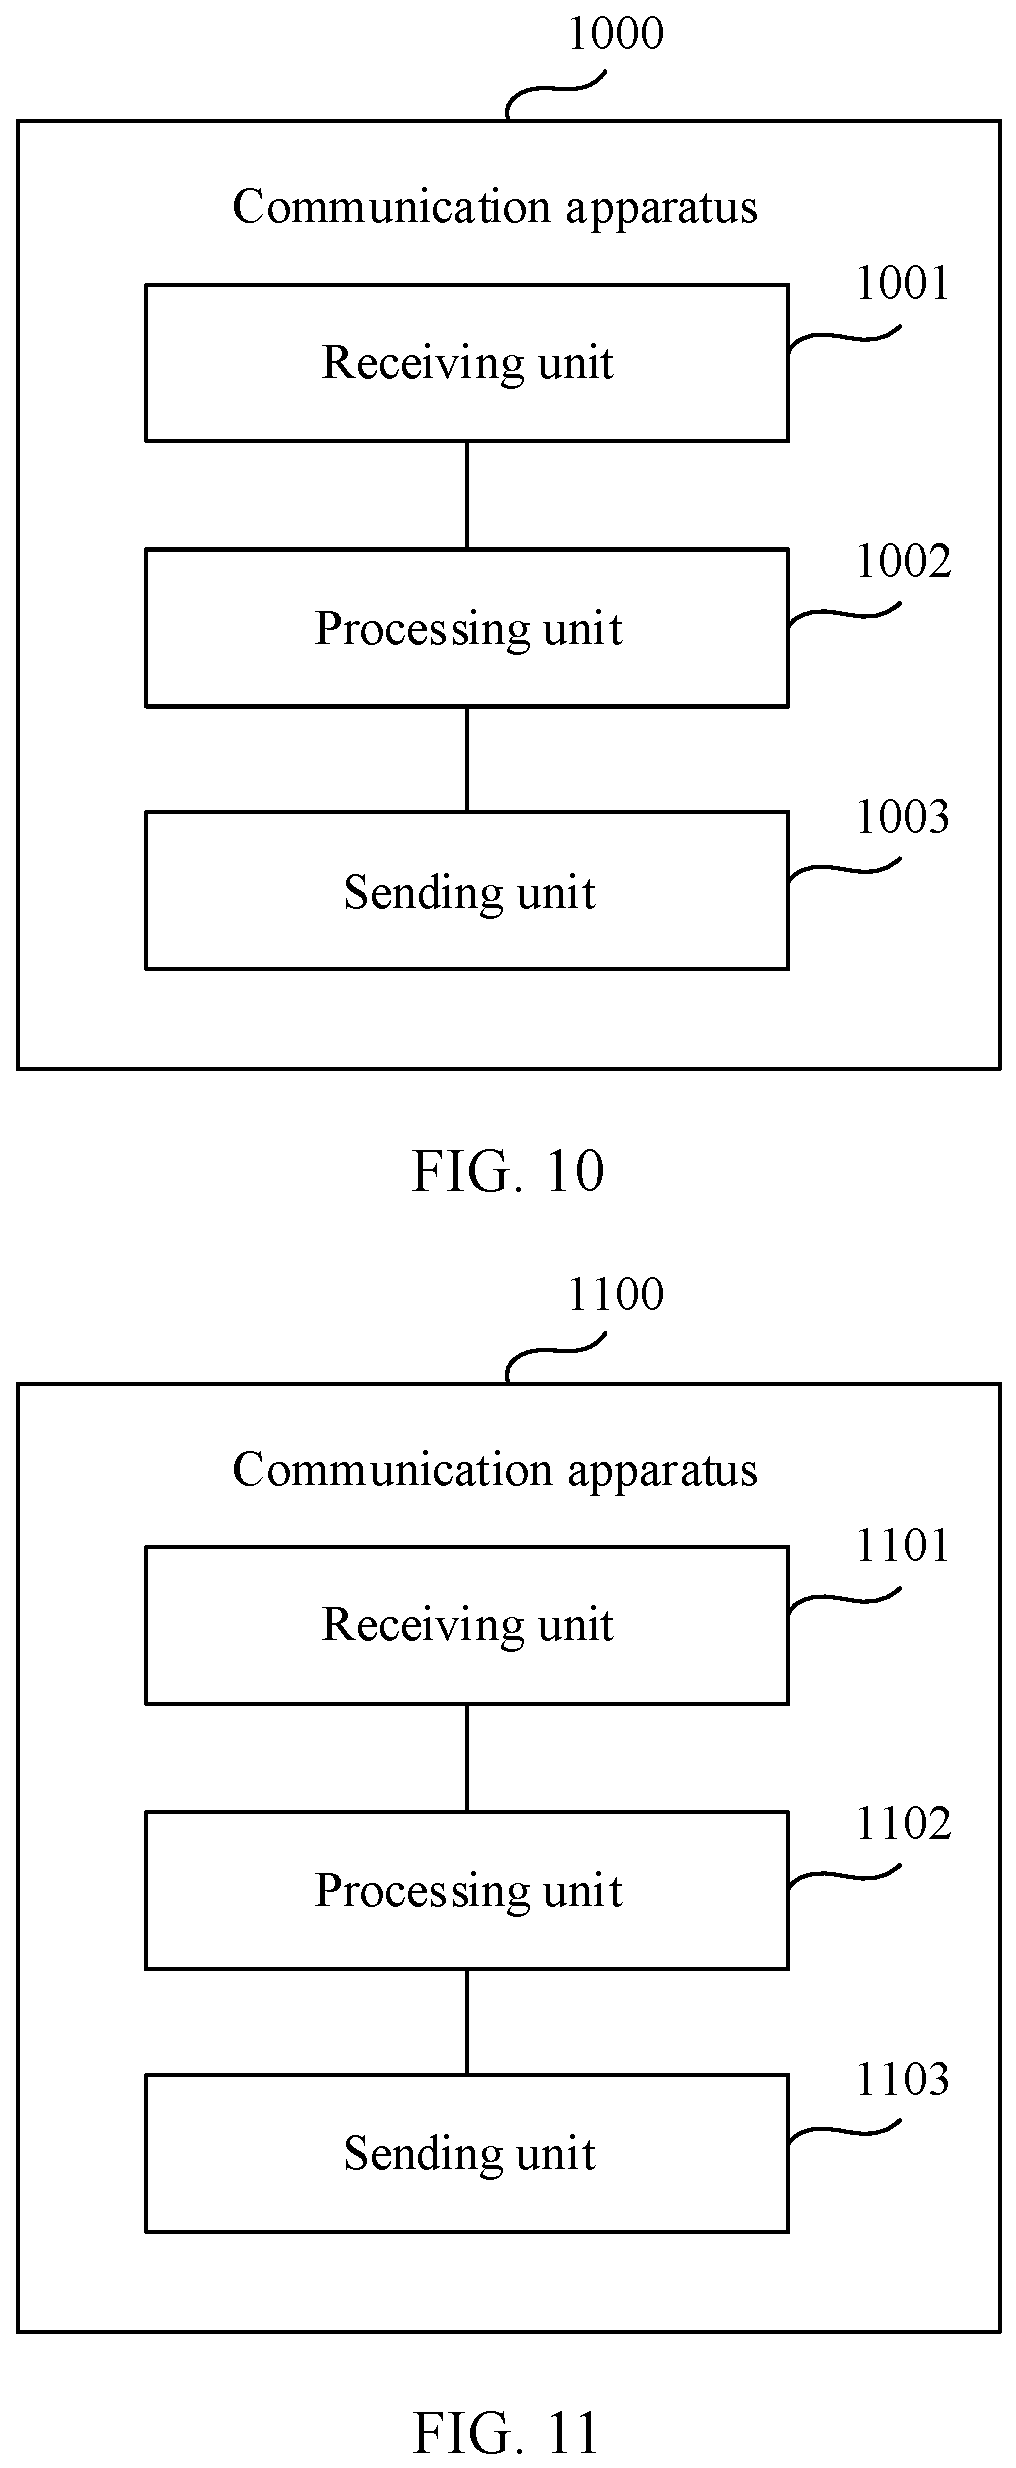 1000
Communication apparatus
1001
Receiving unit
1002
Processing unit
1003
Sending unit
FIG. 10
1100
Communication apparatus
1101
Receiving unit
1102
Processing unit
1103
Sending unit
FIG. 11